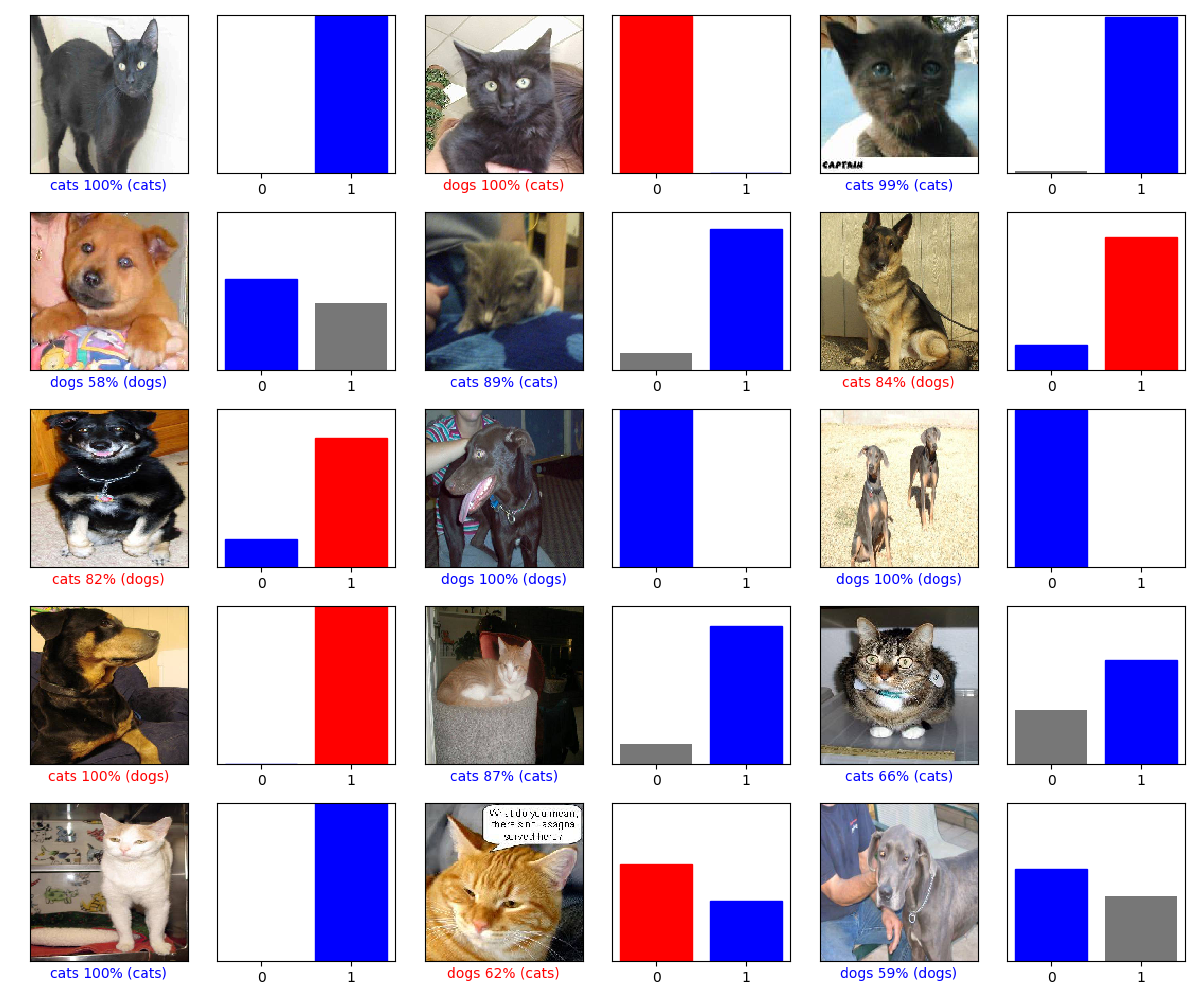 0 1 0 1 0 1
cats 100% (cats) dogs 100% (cats) CAPTAIN
cats 99% (cats)
0 1 0 1 0 1
dogs 58% (dogs) cats 89% (cats) cats 84% (dogs)
0 1 0 1 0 1
cats 82% (dogs) dogs 100% (dogs) dogs 100% (dogs)
0 1 0 1 0 1
cats 100% (dogs) cats 87% (cats) cats 66% (cats)
What do you mean,
there's no lasagna
served here?
0 1 0 1 0 1
cats 100% (cats) dogs 62% (cats) dogs 59% (dogs)